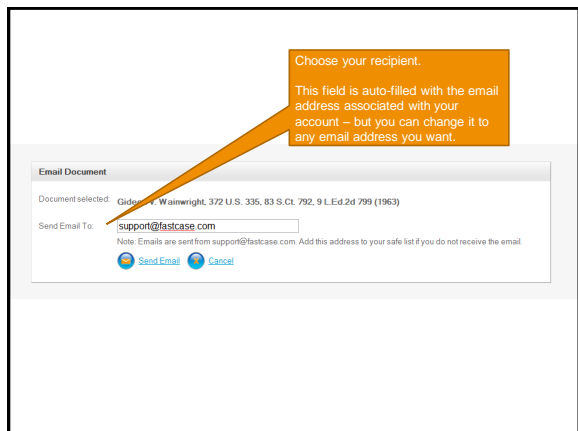 Choose your recipient.
This field is auto-filled with the email
address associated with your
account – but you can change it to
any email address you want.
Email Document
Document selected: Gideon v. Wainwright, 372 U.S. 335, 83 S.Ct. 792, 9 L.Ed.2d 799 (1963)
Send Email To: support@fastcase.com
Note: Emails are sent from support@fastcase.com. Add this address to your safe list if you do not receive the email.
Send Email Cancel